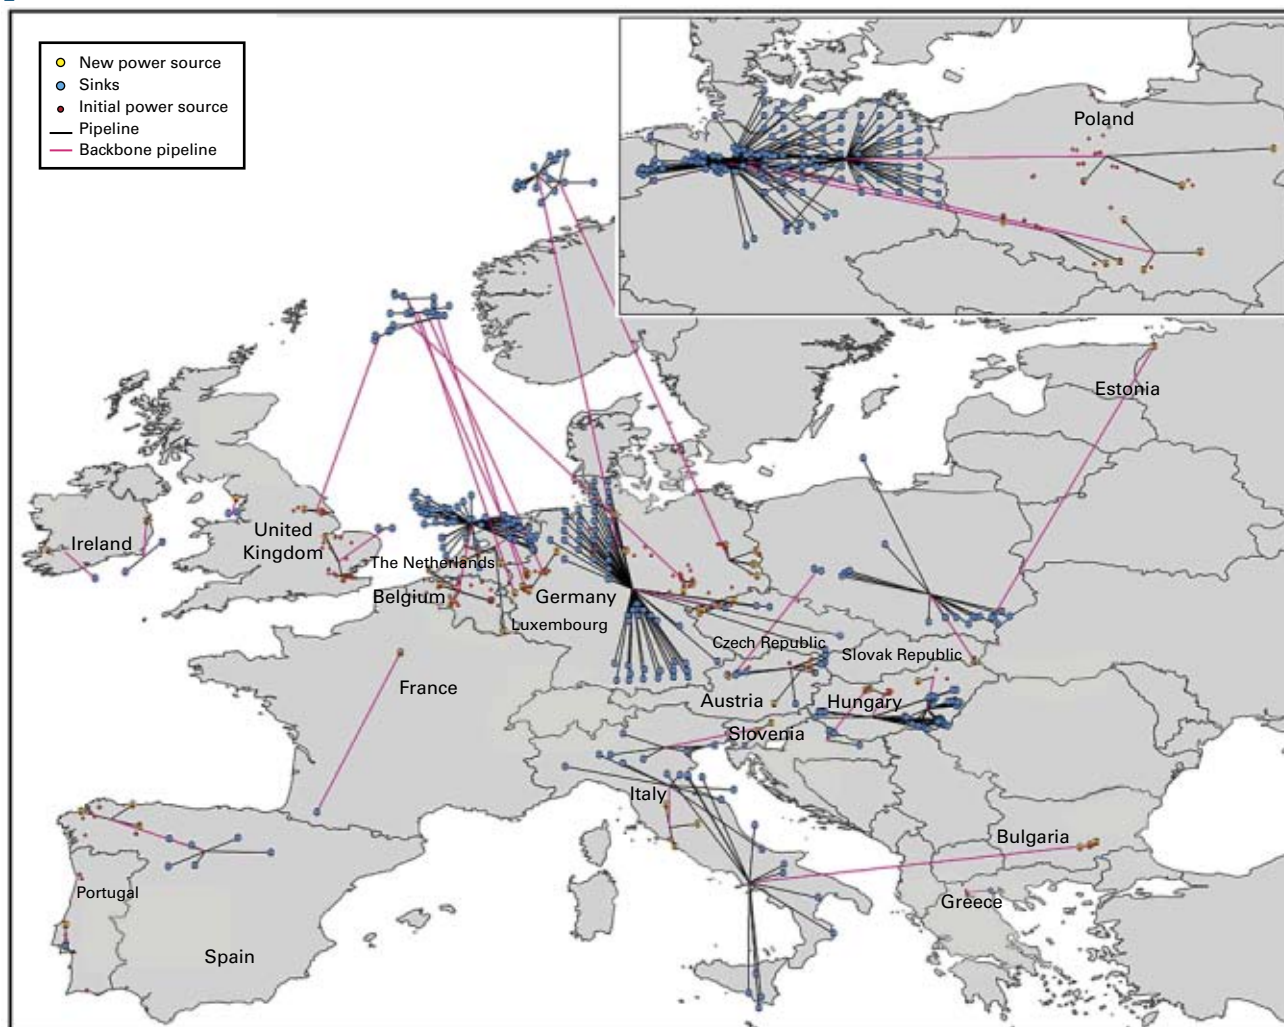 New power source
Sinks
Initial power source
Pipeline
Backbone pipeline
Poland
Estonia
Ireland
United
Kingdom
The Netherlands
Belgium
Germany
Luxembourg
Czech Republic
Slovak Republic
France
Austria
Hungary
Slovenia
Italy
Bulgaria
Portugal
Greece
Spain